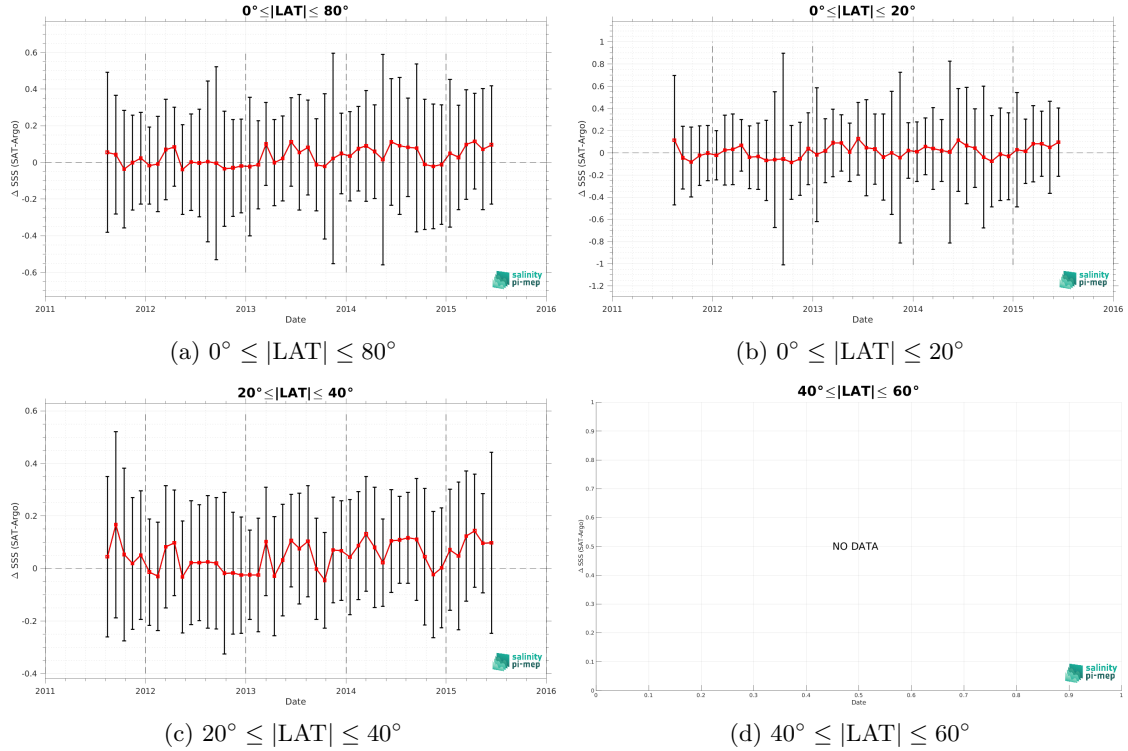 0°≤|LAT|≤ 80°
Δ SSS (SAT-Argo)
0.6
0.4
0.2
0
-0.2
-0.4
-0.6
2011 2012 2013 2014 2015 2016
Date
salinity
pi-mep
(a) 0° ≤ |LAT| ≤ 80°
0°≤|LAT|≤ 20°
Δ SSS (SAT-Argo)
1
0.8
0.6
0.4
0.2
0
-0.2
-0.4
-0.6
-0.8
-1
-1.2
2011 2012 2013 2014 2015 2016
Date
salinity
pi-mep
(b) 0° ≤ |LAT| ≤ 20°
20°≤|LAT|≤ 40°
Δ SSS (SAT-Argo)
0.6
0.4
0.2
0
-0.2
-0.4
2011 2012 2013 2014 2015 2016
Date
salinity
pi-mep
(c) 20° ≤ |LAT| ≤ 40°
40°≤|LAT|≤ 60°
Δ SSS (SAT-Argo)
1
0.9
0.8
0.7
0.6
0.5
0.4
0.3
0.2
0.1
0
NO DATA
0 0.1 0.2 0.3 0.4 0.5 0.6 0.7 0.8 0.9 1
Date
salinity
pi-mep
(d) 40° ≤ |LAT| ≤ 60°